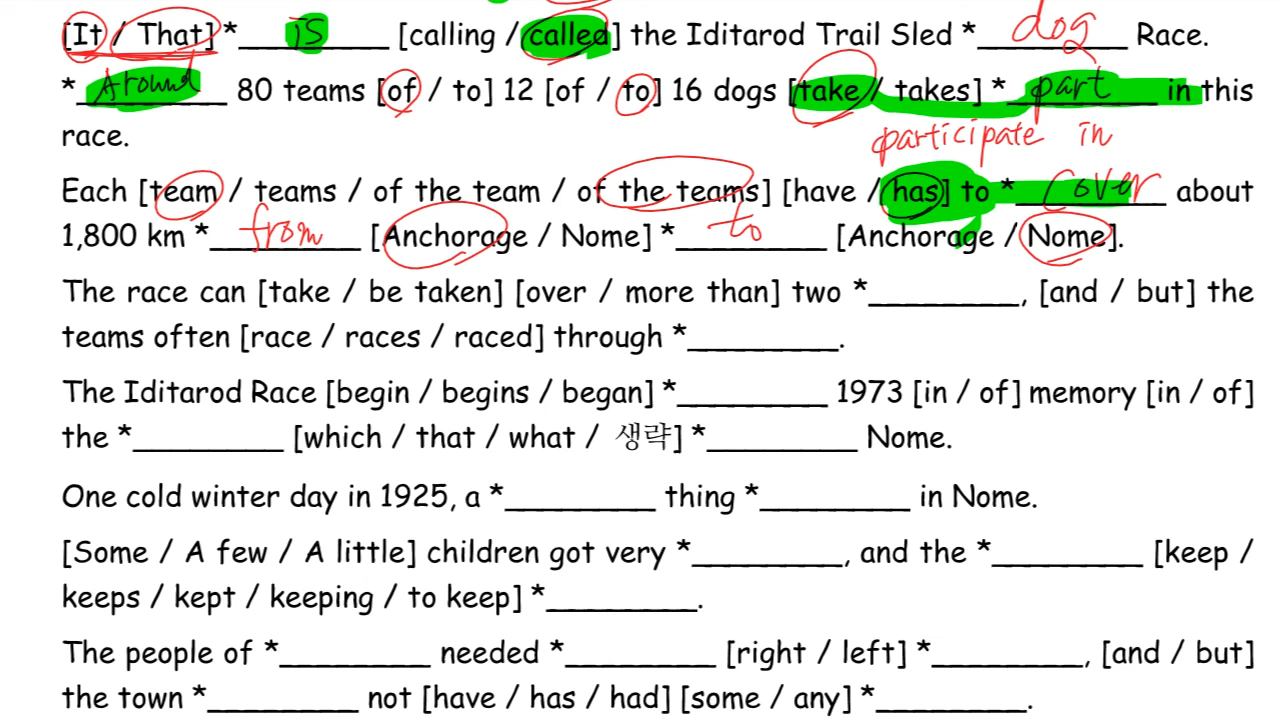 [It / That] * is [calling / called] the Iditarod Trail Sled * dog Race.
* Around 80 teams [of / to] 12 [of / to] 16 dogs [take / takes] * part in this
race. participate in
Each [team / teams / of the team / of the teams] [have / has] to * cover about
1,800 km * from [Anchorage / Nome] * to [Anchorage / Nome].
The race can [take / be taken] [over / more than] two *________, [and / but] the
teams often [race / races / raced] through *________.
The Iditarod Race [begin / begins / began] *________ 1973 [in / of] memory [in / of]
the *________ [which / that / what / 생략] *________ Nome.
One cold winter day in 1925, a *________ thing *________ in Nome.
[Some / A few / A little] children got very *________, and the *________ [keep /
keeps / kept / keeping / to keep] *________.
The people of *________ needed *________ [right / left] *________, [and / but]
the town *________ not [have / has / had] [some / any] *________.